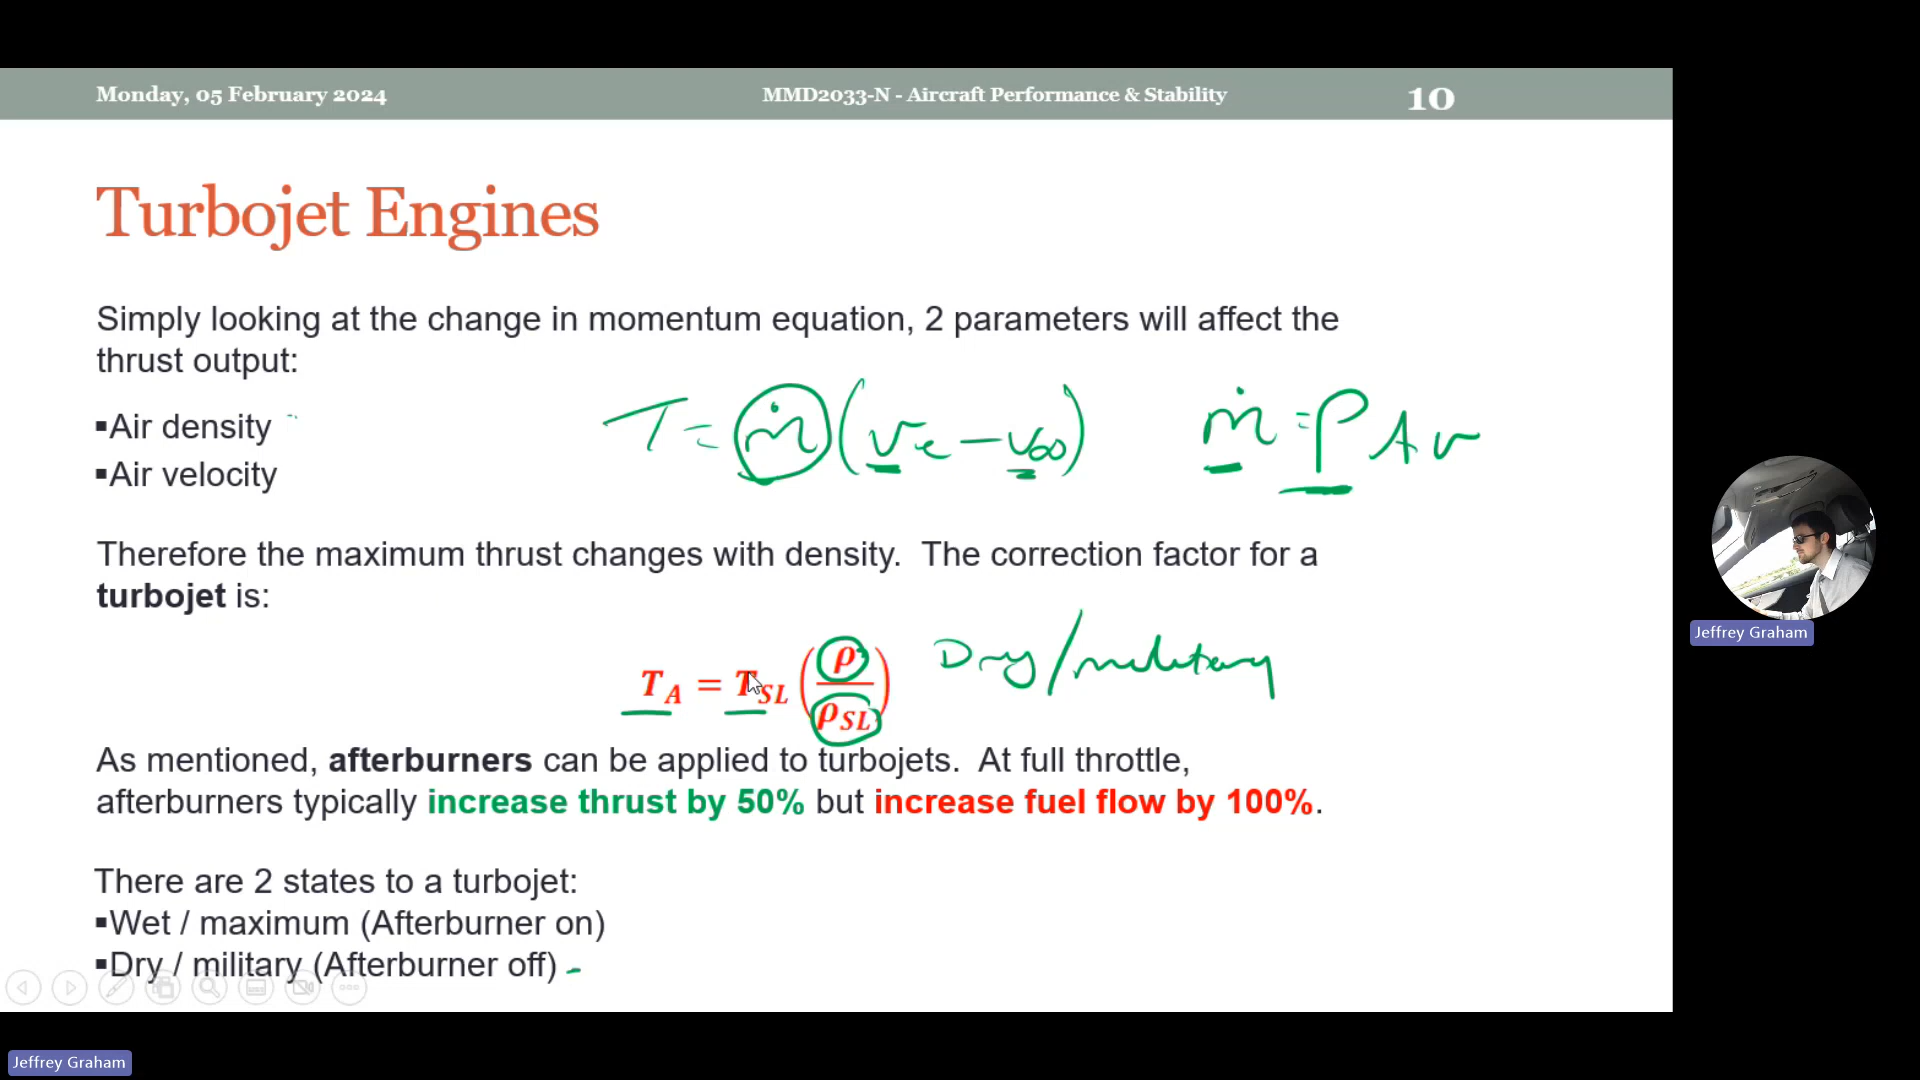 Monday, 05 February 2024 MMD2033-N - Aircraft Performance & Stability 10
Turbojet Engines
Simply looking at the change in momentum equation, 2 parameters will affect the
thrust output:
▪Air density
▪Air velocity
T = ṁ (Ve - V∞) ṁ = ρ A v
Therefore the maximum thrust changes with density. The correction factor for a
turbojet is:
T_A = T_SL (ρ / ρ_SL) Dry/military
As mentioned, afterburners can be applied to turbojets. At full throttle,
afterburners typically increase thrust by 50% but increase fuel flow by 100%.
There are 2 states to a turbojet:
▪Wet / maximum (Afterburner on)
▪Dry / military (Afterburner off)
Jeffrey Graham
Jeffrey Graham